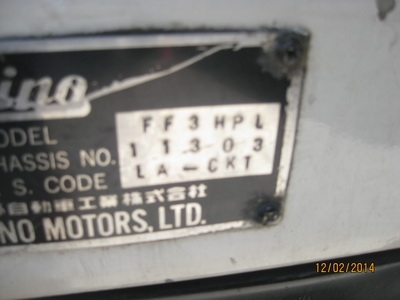 ino
MODEL FF3HPL
HASSIS NO. 11303
. S. CODE LA-CKT
自動車工業株式会社
NO MOTORS, LTD.
12/02/2014